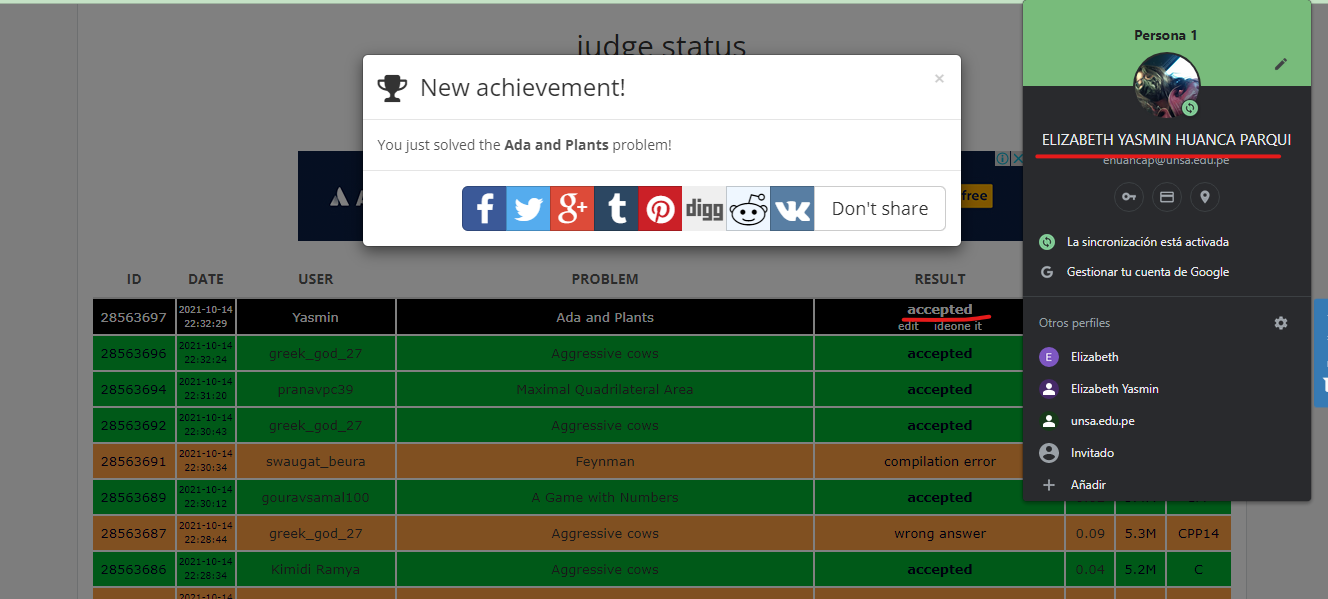 judge status
New achievement!
×
You just solved the Ada and Plants problem!
digg
Don't share
free
ID DATE USER PROBLEM RESULT
28563697 2021-10-14 22:32:29 Yasmin Ada and Plants accepted
edit ideone it
28563696 2021-10-14 22:32:24 greek_god_27 Aggressive cows accepted
28563694 2021-10-14 22:31:20 pranavpc39 Maximal Quadrilateral Area accepted
28563692 2021-10-14 22:30:43 greek_god_27 Aggressive cows accepted
28563691 2021-10-14 22:30:34 swaugat_beura Feynman compilation error
28563689 2021-10-14 22:30:12 gouravsamal100 A Game with Numbers accepted
28563687 2021-10-14 22:28:44 greek_god_27 Aggressive cows wrong answer 0.09 5.3M CPP14
28563686 2021-10-14 22:28:34 Kimidi Ramya Aggressive cows accepted 0.04 5.2M C
2021-10-14
Persona 1
ELIZABETH YASMIN HUANCA PARQUI
ehuancap@unsa.edu.pe
La sincronización está activada
G Gestionar tu cuenta de Google
Otros perfiles
E Elizabeth
Elizabeth Yasmin
unsa.edu.pe
Invitado
Añadir